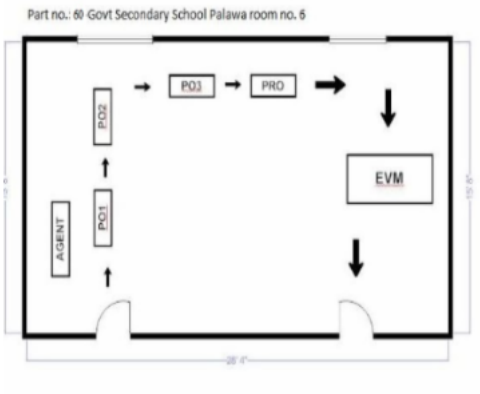 Part no.: 60 Govt Secondary School Palawa room no. 6
PO3
PRO
PO2
EVM
PO1
AGENT